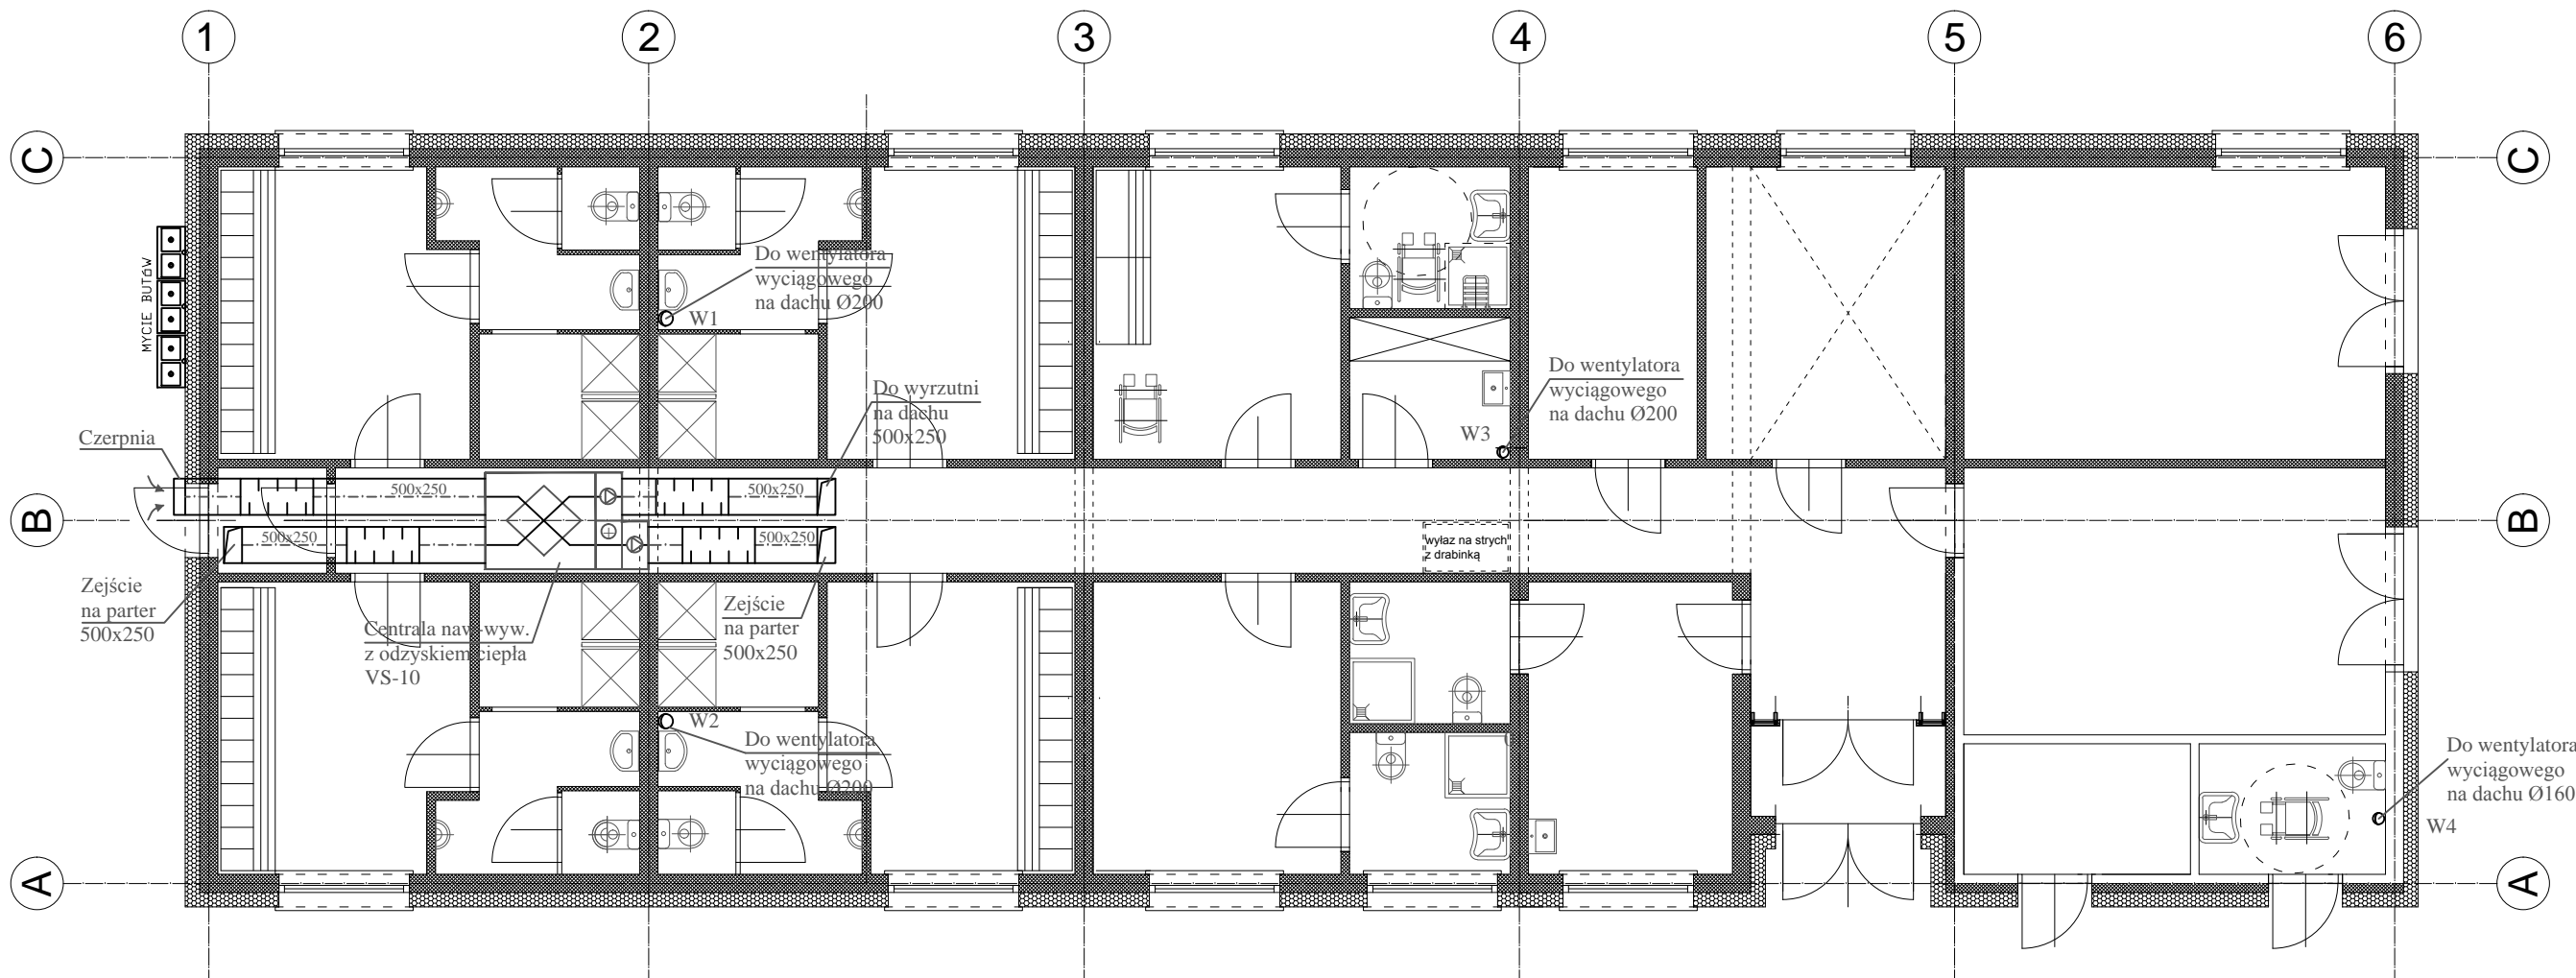 1
2
3
4
5
6
C
C
MYCIE BUTÓW
Do wentylatora
wyciągowego
na dachu Ø200
W1
Do wyrzutni
na dachu
500x250
Do wentylatora
wyciągowego
na dachu Ø200
W3
Czerpnia
500x250
500x250
B
B
500x250
500x250
wyłaz na strych
z drabinką
Zejście
na parter
500x250
Centrala naw-wyw.
z odzyskiem ciepła
VS-10
Zejście
na parter
500x250
W2
Do wentylatora
wyciągowego
na dachu Ø200
Do wentylatora
wyciągowego
na dachu Ø160
W4
A
A